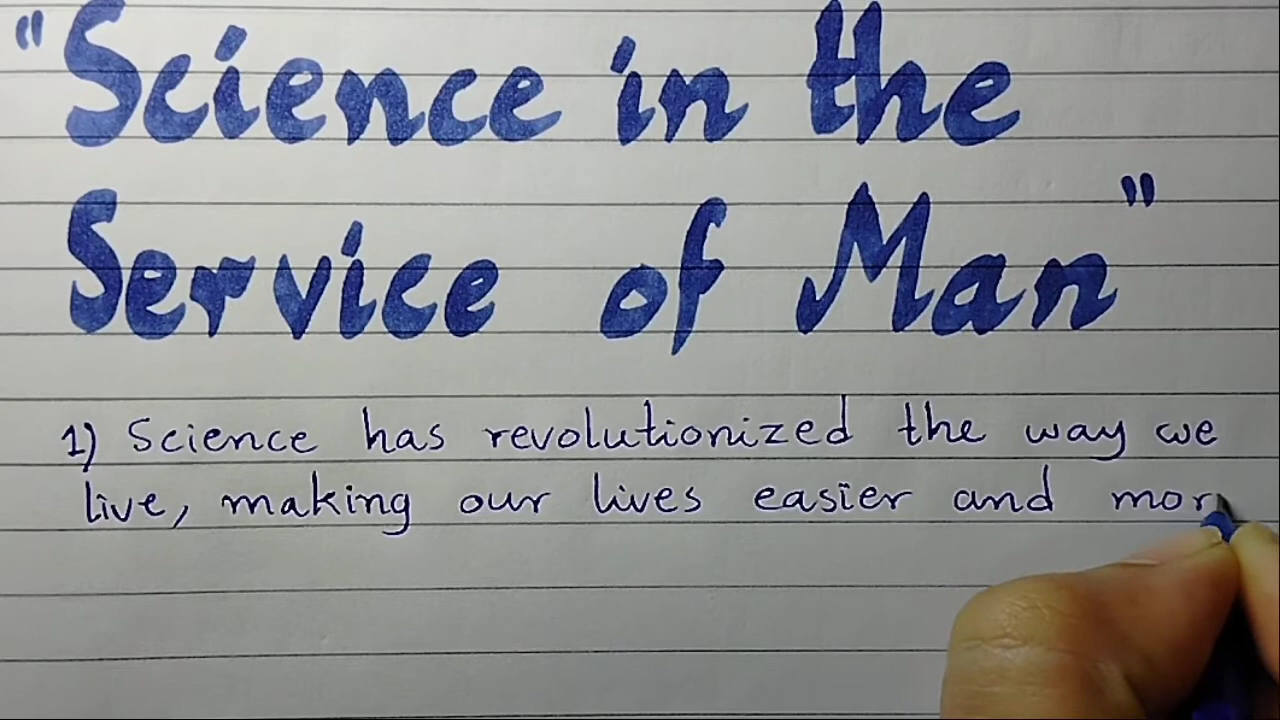 "Science in the
Service of Man"
1) Science has revolutionized the way we
live, making our lives easier and mor